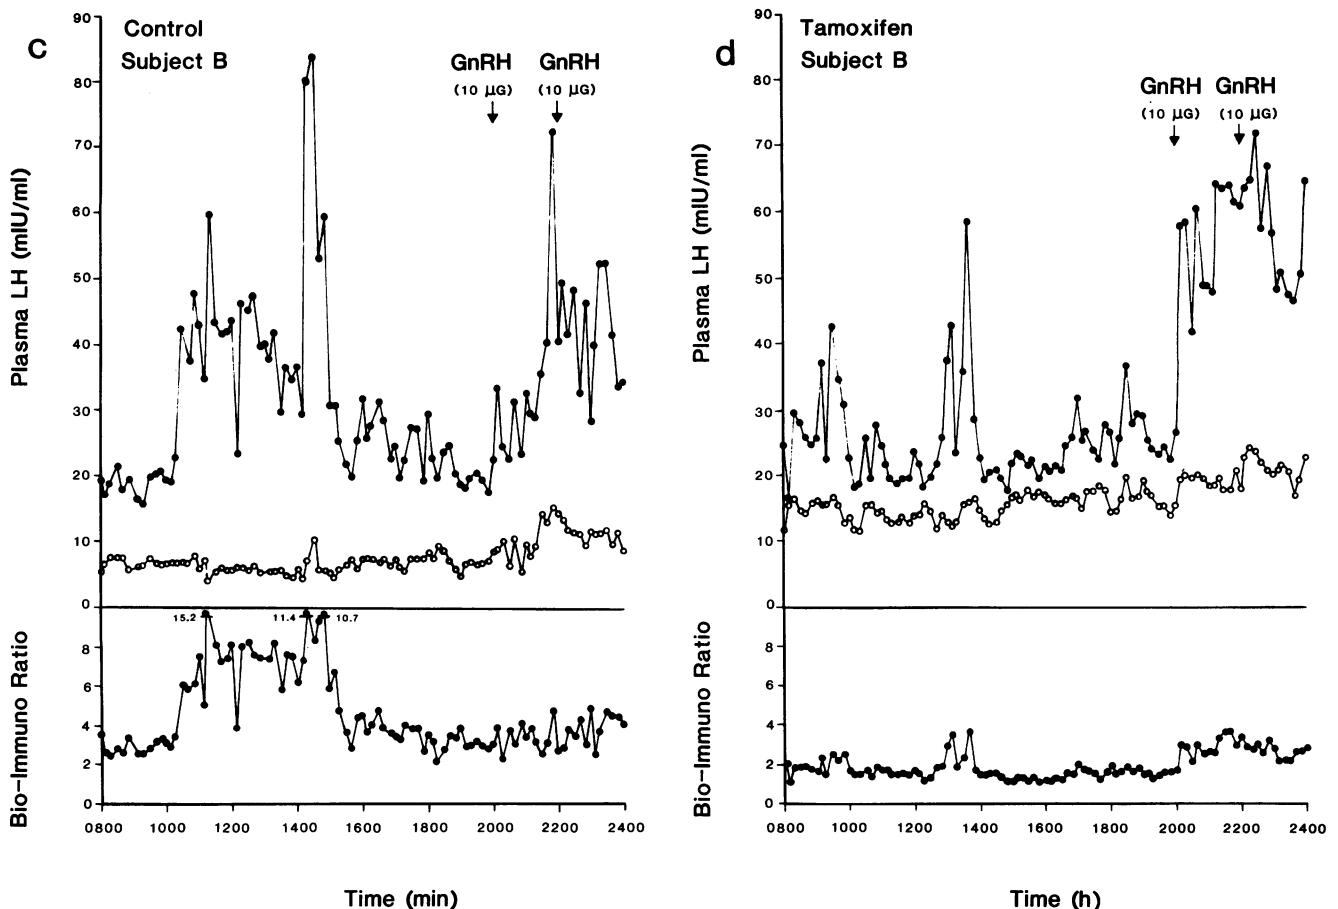 c
Control
Subject B
GnRH GnRH
(10 μG) (10 μG)
Plasma LH (mIU/ml)
90
80
70
60
50
40
30
20
10
0
15.2 11.4 10.7
Bio-Immuno Ratio
8
6
4
2
0
0800 1000 1200 1400 1600 1800 2000 2200 2400
Time (min)
d
Tamoxifen
Subject B
GnRH GnRH
(10 μG) (10 μG)
Plasma LH (mIU/ml)
90
80
70
60
50
40
30
20
10
0
Bio-Immuno Ratio
8
6
4
2
0
0800 1000 1200 1400 1600 1800 2000 2200 2400
Time (h)